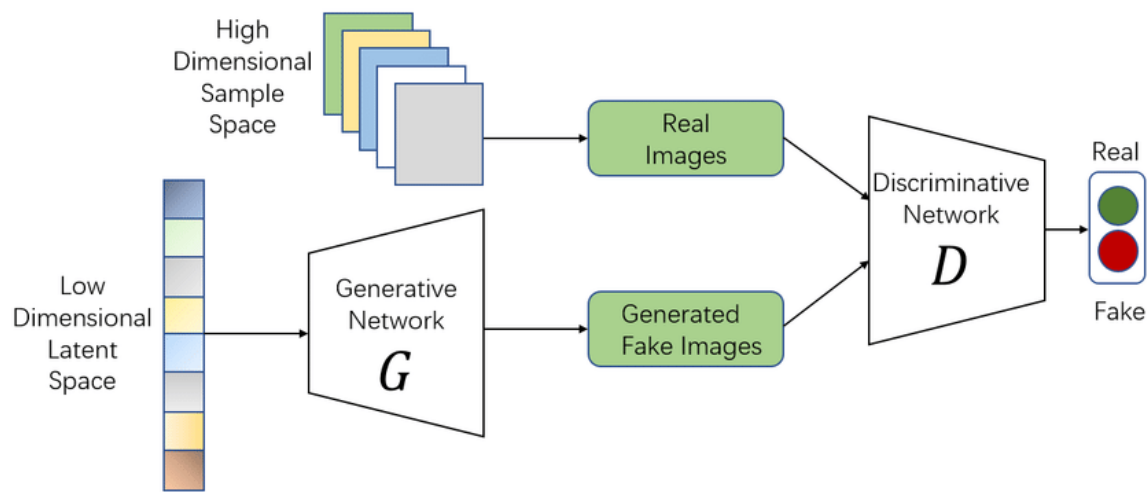 High
Dimensional
Sample
Space
Real
Images
Low
Dimensional
Latent
Space
Generative
Network
G
Generated
Fake Images
Discriminative
Network
D
Real
Fake